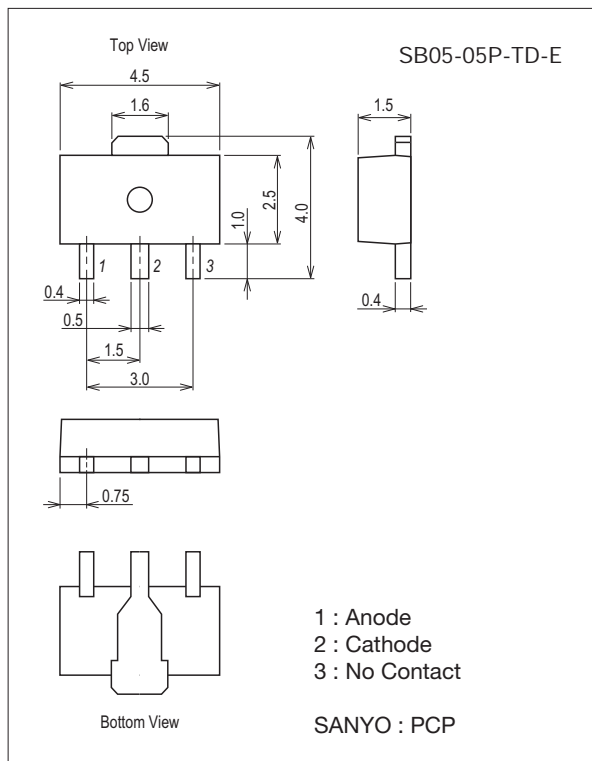 Top View
SB05-05P-TD-E
4.5
1.6
1.5
2.5
4.0
1.0
1
2
3
0.4
0.5
1.5
3.0
0.4
0.75
1 : Anode
2 : Cathode
3 : No Contact
Bottom View
SANYO : PCP